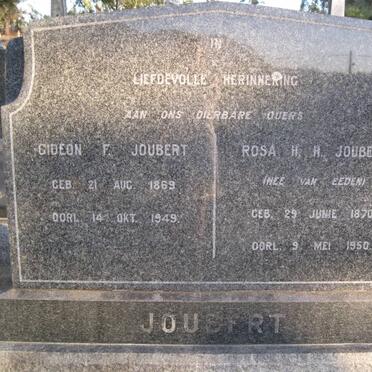 IN
LIEFDEVOLLE HERINNERING
AAN ONS DIERBARE OUERS
GIDEON F. JOUBERT
GEB. 21 AUG. 1869
OORL. 14 OKT. 1949.
ROSA H. H. JOUBE
(NEE VAN EEDEN)
GEB. 29 JUNIE 1870
OORL. 9 MEI 1950.
JOUBERT